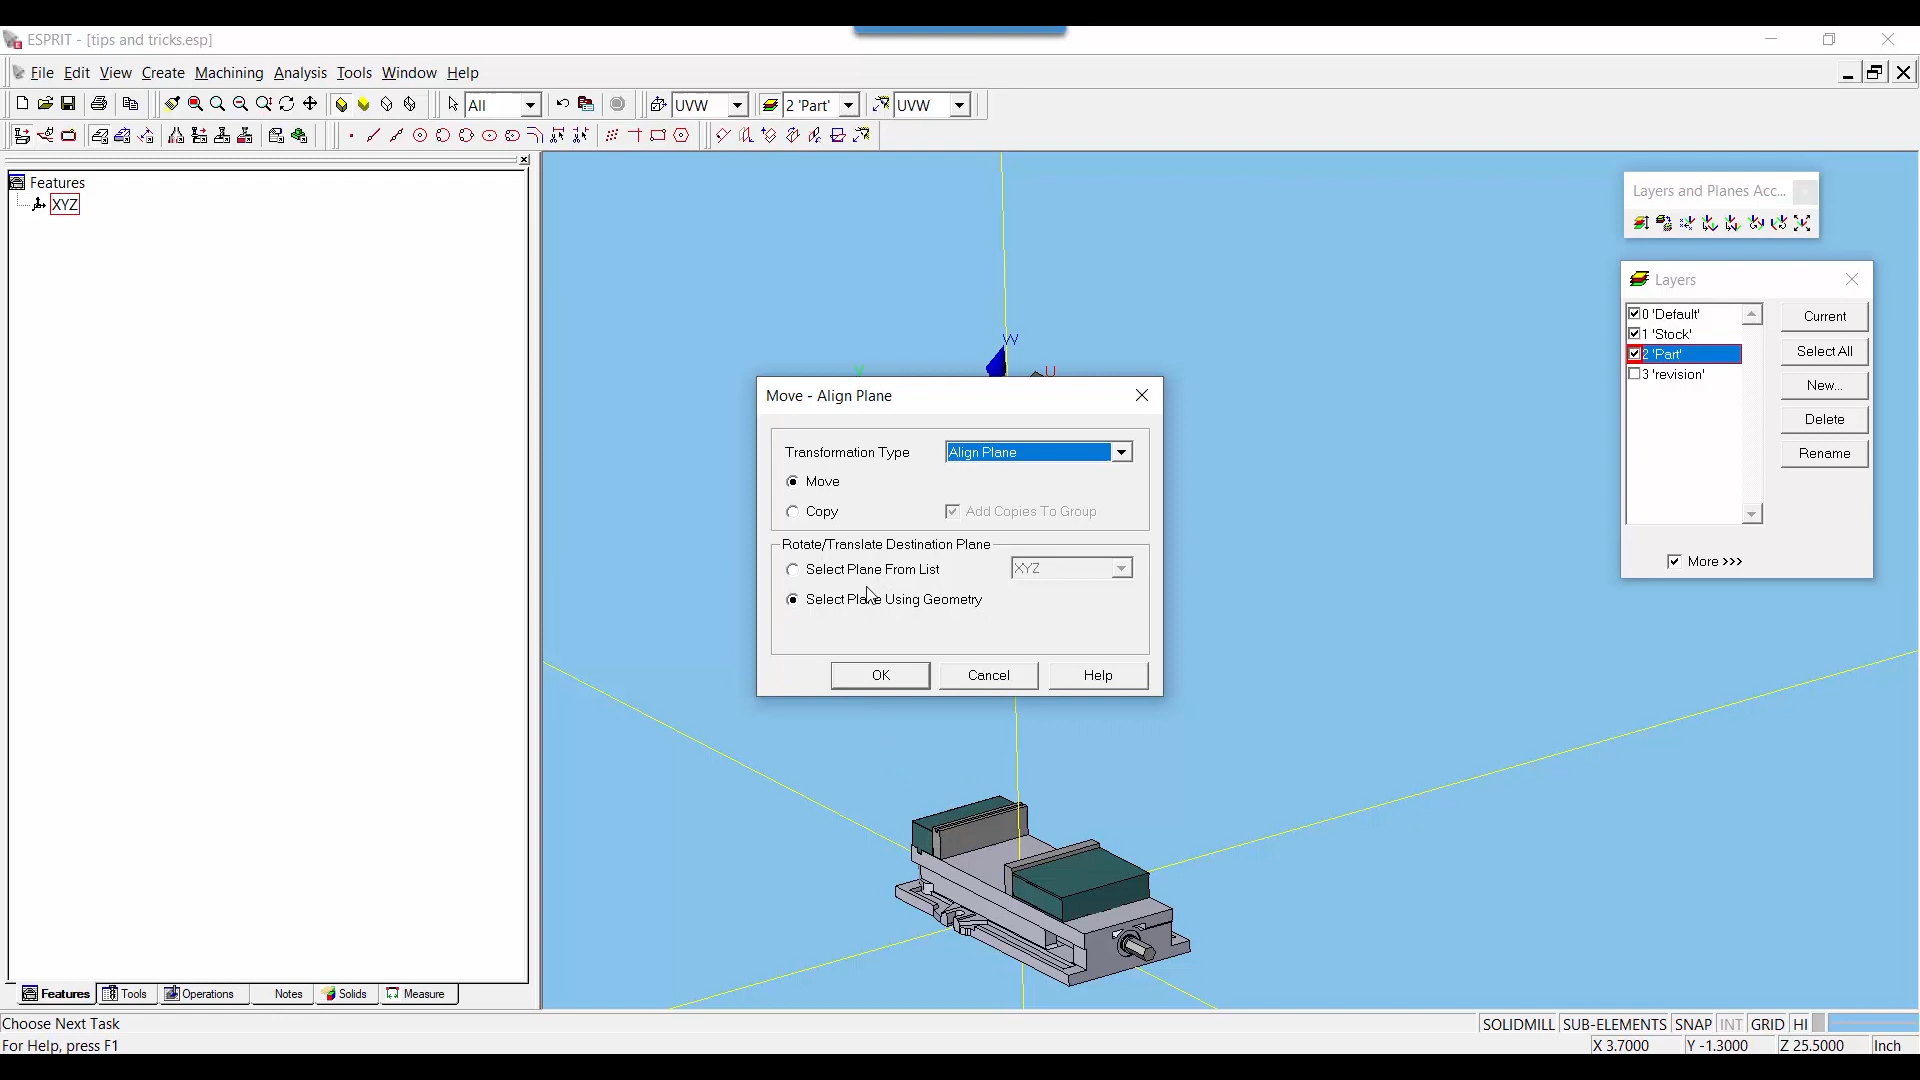 ESPRIT - [tips and tricks.esp]
File Edit View Create Machining Analysis Tools Window Help
All UVW 2 'Part' UVW
Features
XYZ
Layers and Planes Acc...
Layers
0 'Default' Current
1 'Stock'
2 'Part' Select All
3 'revision' New...
Delete
Rename
More >>>
W
Y U
Move - Align Plane
Transformation Type Align Plane
Move
Copy Add Copies To Group
Rotate/Translate Destination Plane
Select Plane From List XYZ
Select Plane Using Geometry
OK Cancel Help
Features Tools Operations Notes Solids Measure
Choose Next Task SOLIDMILL SUB-ELEMENTS SNAP INT GRID HI
For Help, press F1 X 3.7000 Y -1.3000 Z 25.5000 Inch